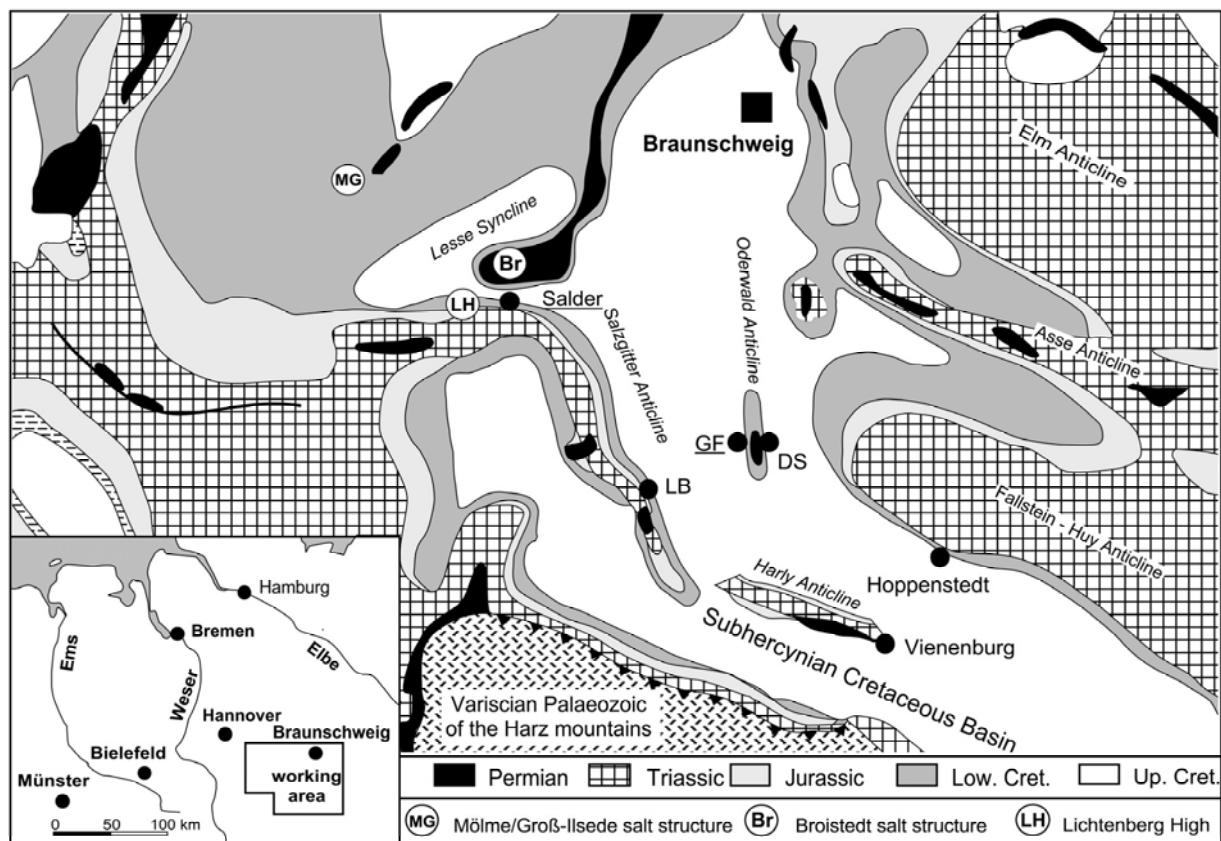 Braunschweig
Elm Anticline
MG
Lesse Syncline
Br
LH
Salder
Salzgitter Anticline
Oderwald Anticline
Asse Anticline
GF
DS
LB
Fallstein - Huy Anticline
Hoppenstedt
Harly Anticline
Vienenburg
Subhercynian Cretaceous Basin
Variscian Palaeozoic
of the Harz mountains
Hamburg
Bremen
Ems
Elbe
Weser
Hannover
Braunschweig
Bielefeld
working
area
Münster
0 50 100 km
Permian Triassic Jurassic Low. Cret. Up. Cret.
MG Mölme/Groß-Ilsede salt structure Br Broistedt salt structure LH Lichtenberg High